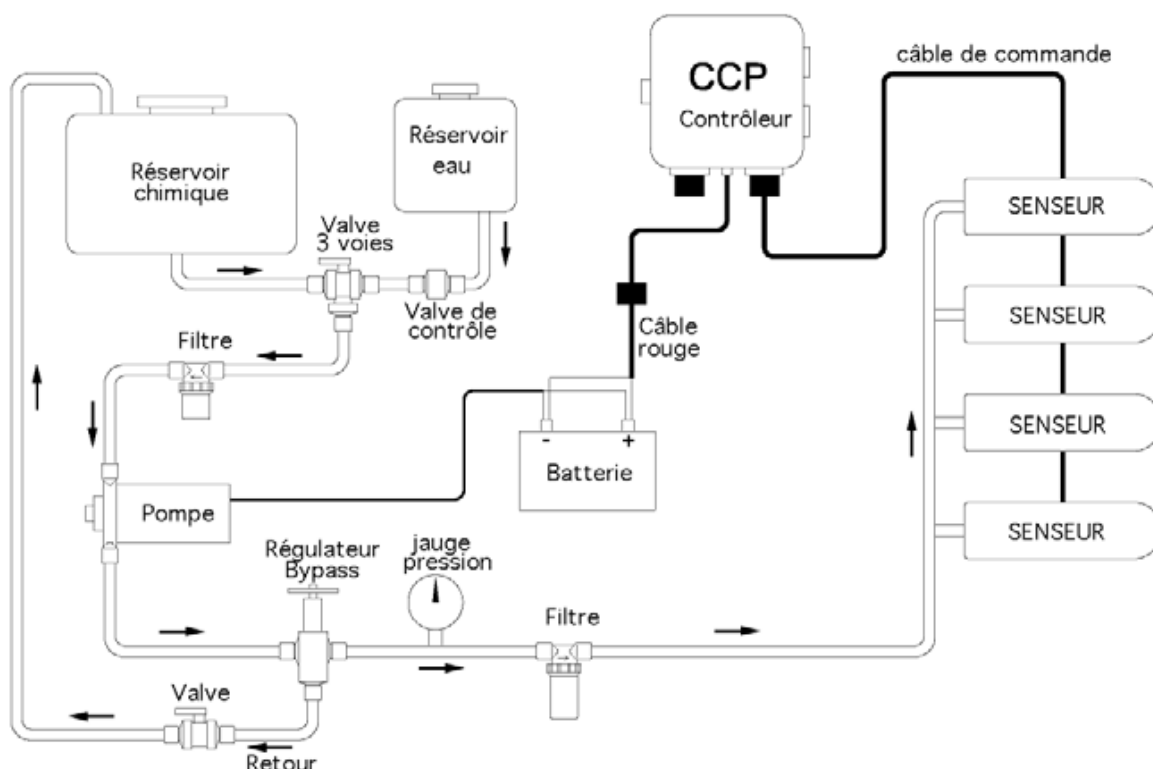 câble de commande
CCP
Contrôleur
Réservoir
eau
Réservoir
chimique
SENSEUR
Valve
3 voies
Valve de
contrôle
SENSEUR
Filtre
Câble
rouge
SENSEUR
- +
Batterie
Pompe
SENSEUR
jauge
pression
Régulateur
Bypass
Filtre
Valve
Retour